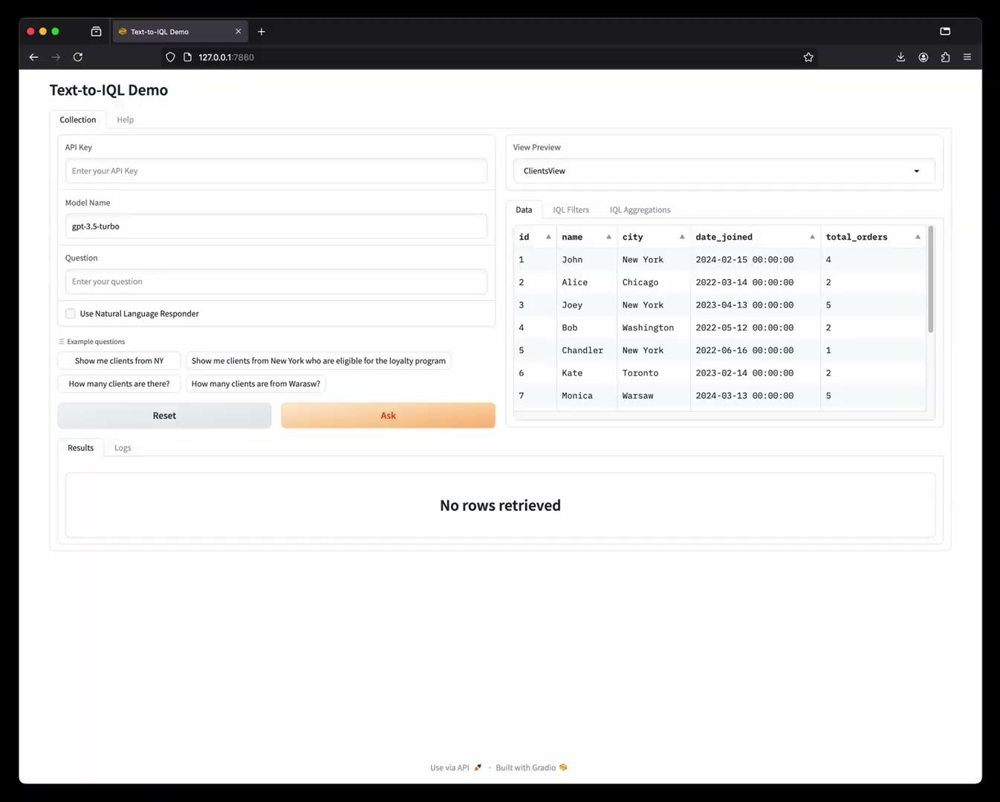 Text-to-IQL Demo
127.0.0.1:7860
Text-to-IQL Demo
Collection
Help
API Key
Enter your API Key
Model Name
gpt-3.5-turbo
Question
Enter your question
Use Natural Language Responder
Example questions
Show me clients from NY
Show me clients from New York who are eligible for the loyalty program
How many clients are there?
How many clients are from Warasw?
Reset
Ask
View Preview
ClientsView
Data
IQL Filters
IQL Aggregations
id name city date_joined total_orders
1 John New York 2024-02-15 00:00:00 4
2 Alice Chicago 2022-03-14 00:00:00 2
3 Joey New York 2023-04-13 00:00:00 5
4 Bob Washington 2022-05-12 00:00:00 2
5 Chandler New York 2022-06-16 00:00:00 1
6 Kate Toronto 2023-02-14 00:00:00 2
7 Monica Warsaw 2024-03-13 00:00:00 5
Results
Logs
No rows retrieved
Use via API · Built with Gradio